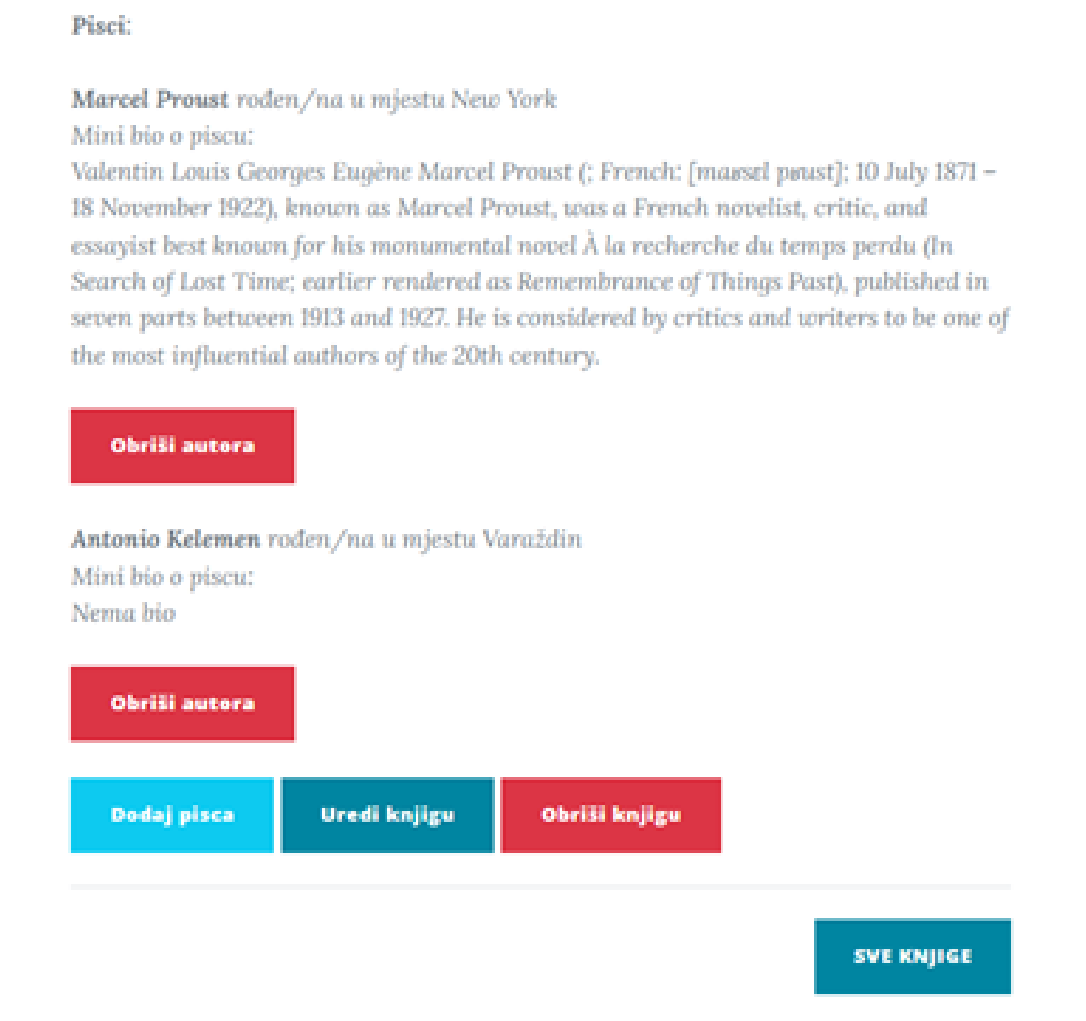 Pisci:
Marcel Proust rođen/na u mjestu New York
Mini bio o piscu:
Valentin Louis Georges Eugène Marcel Proust (; French: [maʁsɛl pʁust]; 10 July 1871 –
18 November 1922), known as Marcel Proust, was a French novelist, critic, and
essayist best known for his monumental novel À la recherche du temps perdu (In
Search of Lost Time; earlier rendered as Remembrance of Things Past), published in
seven parts between 1913 and 1927. He is considered by critics and writers to be one of
the most influential authors of the 20th century.
Obriši autora
Antonio Kelemen rođen/na u mjestu Varaždin
Mini bio o piscu:
Nema bio
Obriši autora
Dodaj pisca Uredi knjigu Obriši knjigu
SVE KNJIGE